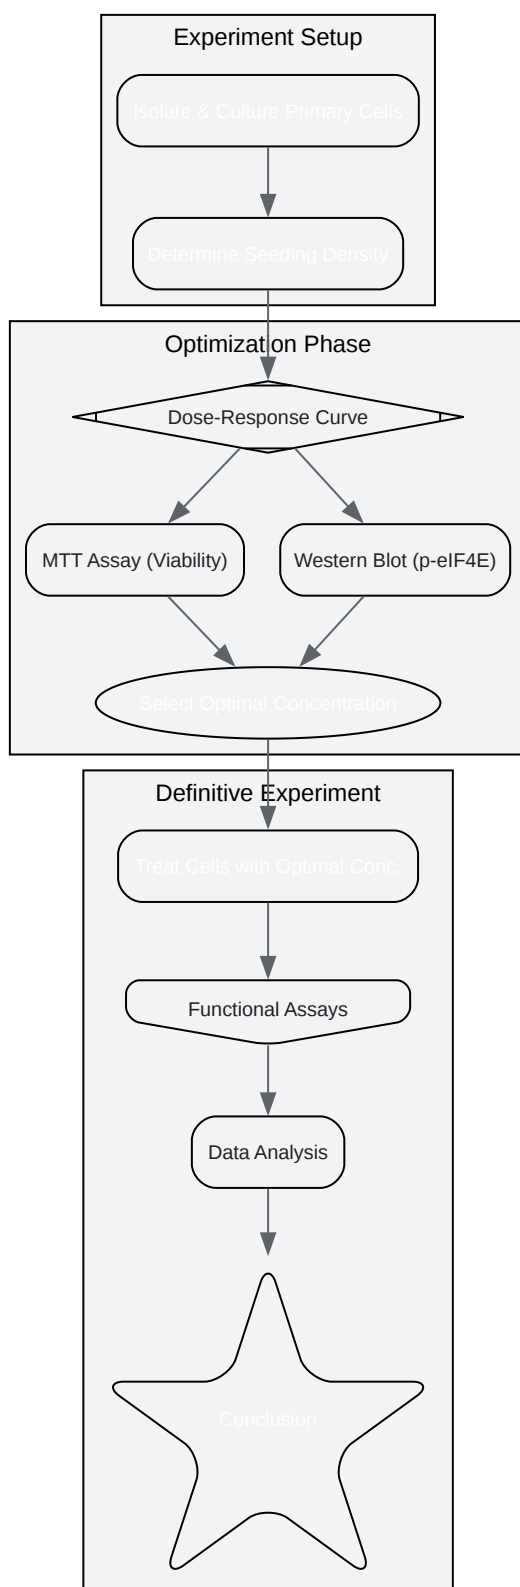 Experiment Setup
Isolate & Culture Primary Cells
Determine Seeding Density
Optimization Phase
Dose-Response Curve
MTT Assay (Viability)
Western Blot (p-eIF4E)
Select Optimal Concentration
Definitive Experiment
Treat Cells with Optimal Conc.
Functional Assays
Data Analysis
Conclusion